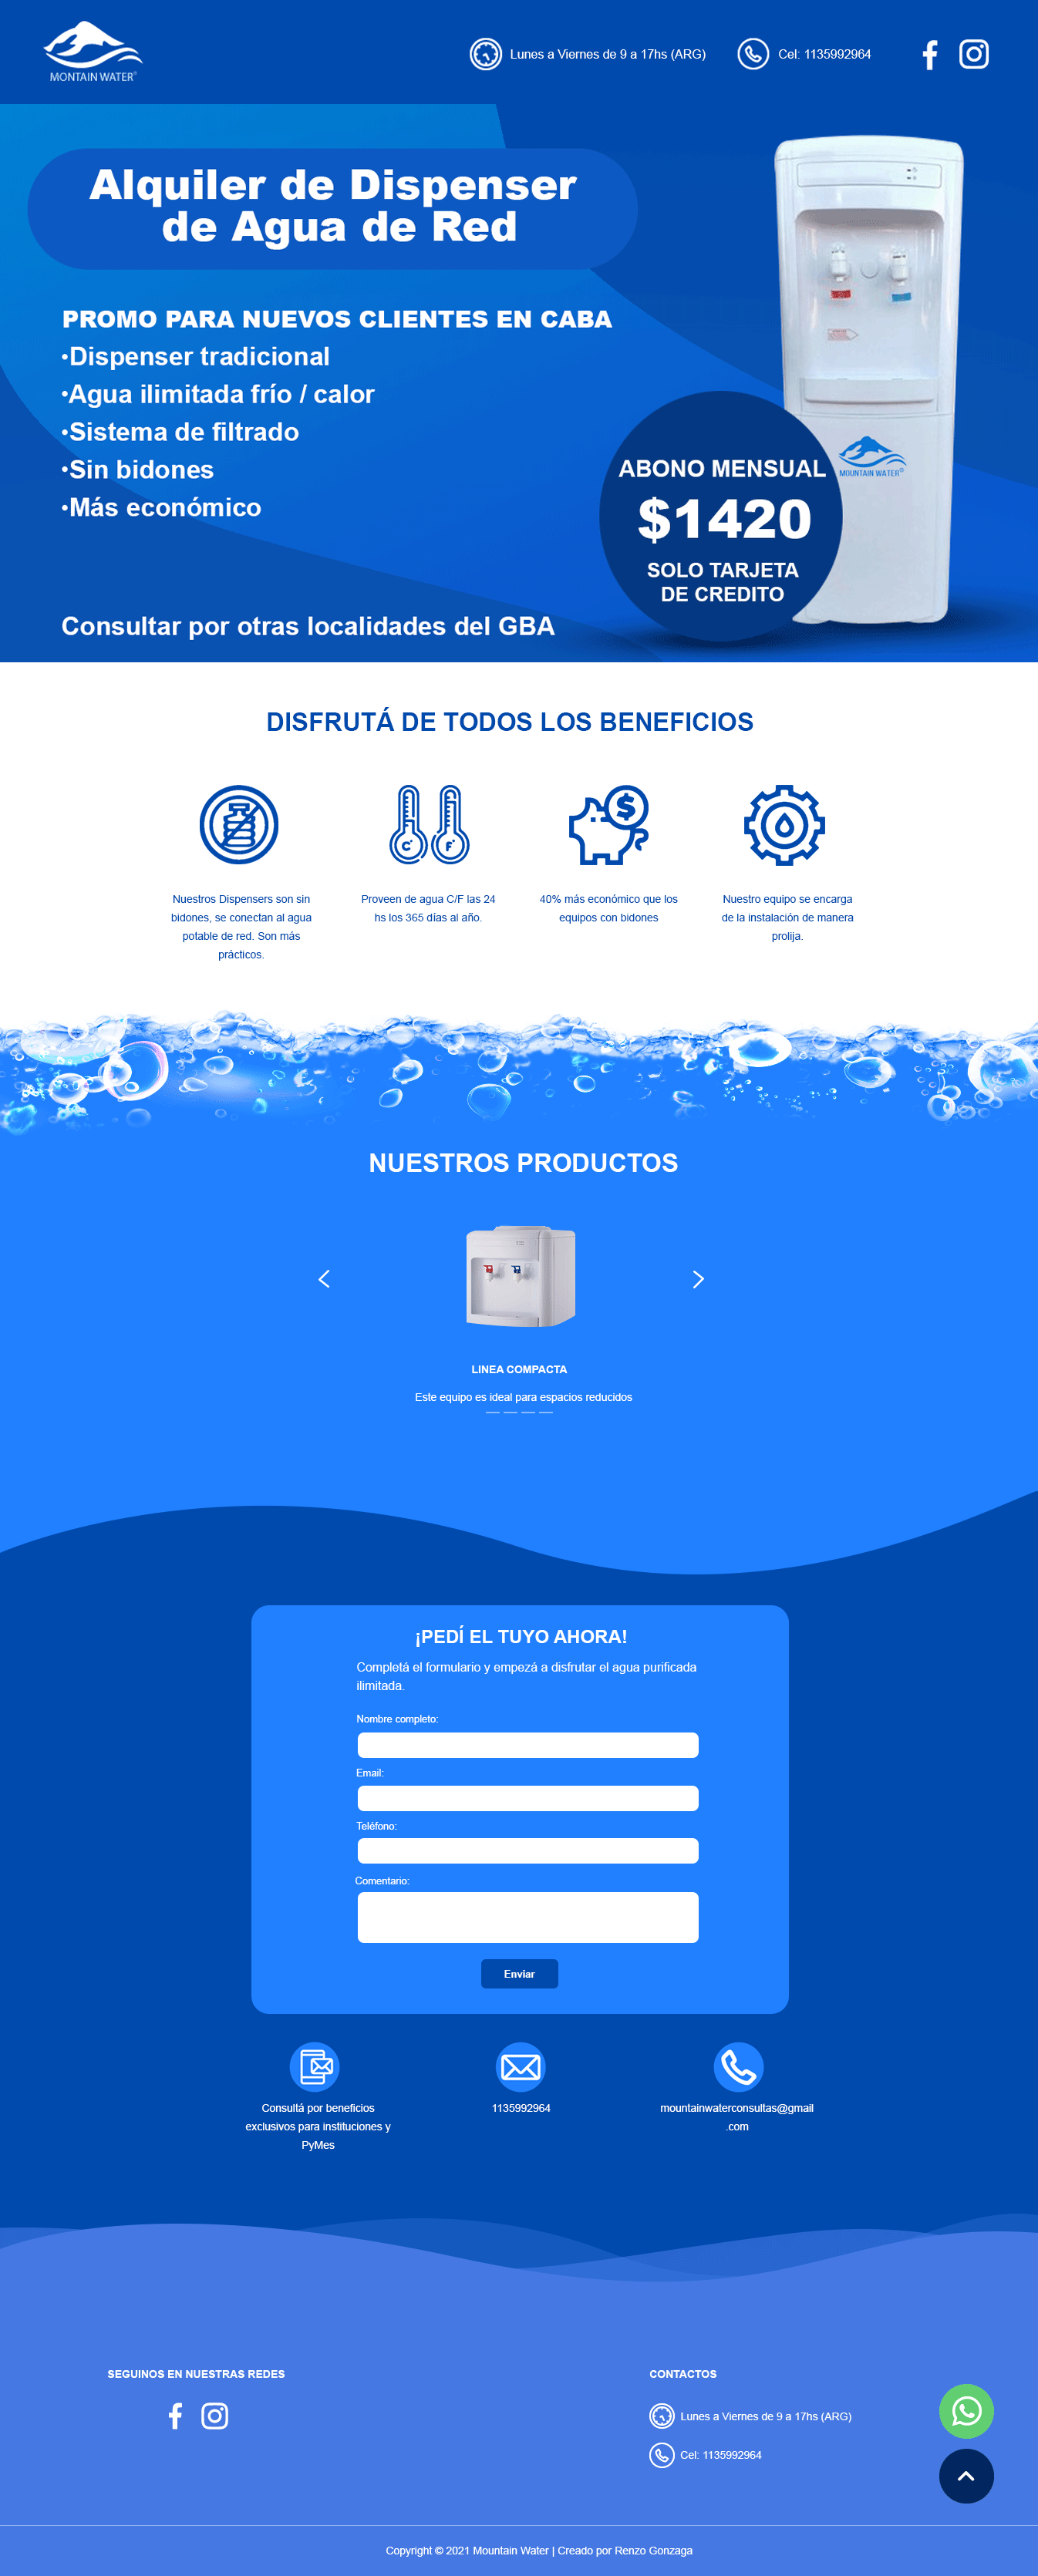 MOUNTAIN WATER®
Lunes a Viernes de 9 a 17hs (ARG)
Cel: 1135992964
Alquiler de Dispenser
de Agua de Red
PROMO PARA NUEVOS CLIENTES EN CABA
•Dispenser tradicional
•Agua ilimitada frío / calor
•Sistema de filtrado
•Sin bidones
•Más económico
MOUNTAIN WATER®
ABONO MENSUAL
$1420
SOLO TARJETA
DE CREDITO
Consultar por otras localidades del GBA
DISFRUTÁ DE TODOS LOS BENEFICIOS
C
F
$
Nuestros Dispensers son sin
bidones, se conectan al agua
potable de red. Son más
prácticos.
Proveen de agua C/F las 24
hs los 365 días al año.
40% más económico que los
equipos con bidones
Nuestro equipo se encarga
de la instalación de manera
prolija.
NUESTROS PRODUCTOS
LINEA COMPACTA
Este equipo es ideal para espacios reducidos
¡PEDÍ EL TUYO AHORA!
Completá el formulario y empezá a disfrutar el agua purificada
ilimitada.
Nombre completo:
Email:
Teléfono:
Comentario:
Enviar
Consultá por beneficios
exclusivos para instituciones y
PyMes
1135992964
mountainwaterconsultas@gmail
.com
SEGUINOS EN NUESTRAS REDES
CONTACTOS
Lunes a Viernes de 9 a 17hs (ARG)
Cel: 1135992964
Copyright © 2021 Mountain Water | Creado por Renzo Gonzaga